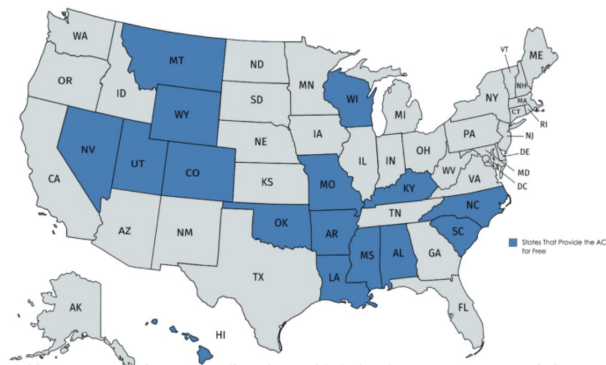 WA
MT
ND
MN
VT
ME
OR
ID
SD
WI
NH
NY
MA
CT
RI
WY
MI
IA
PA
NJ
NE
NV
UT
CO
IL
IN
OH
DE
MD
DC
WV
VA
CA
KS
MO
KY
NC
TN
AZ
NM
OK
AR
SC
MS
AL
GA
LA
TX
FL
AK
HI
States That Provide the AC
for Free